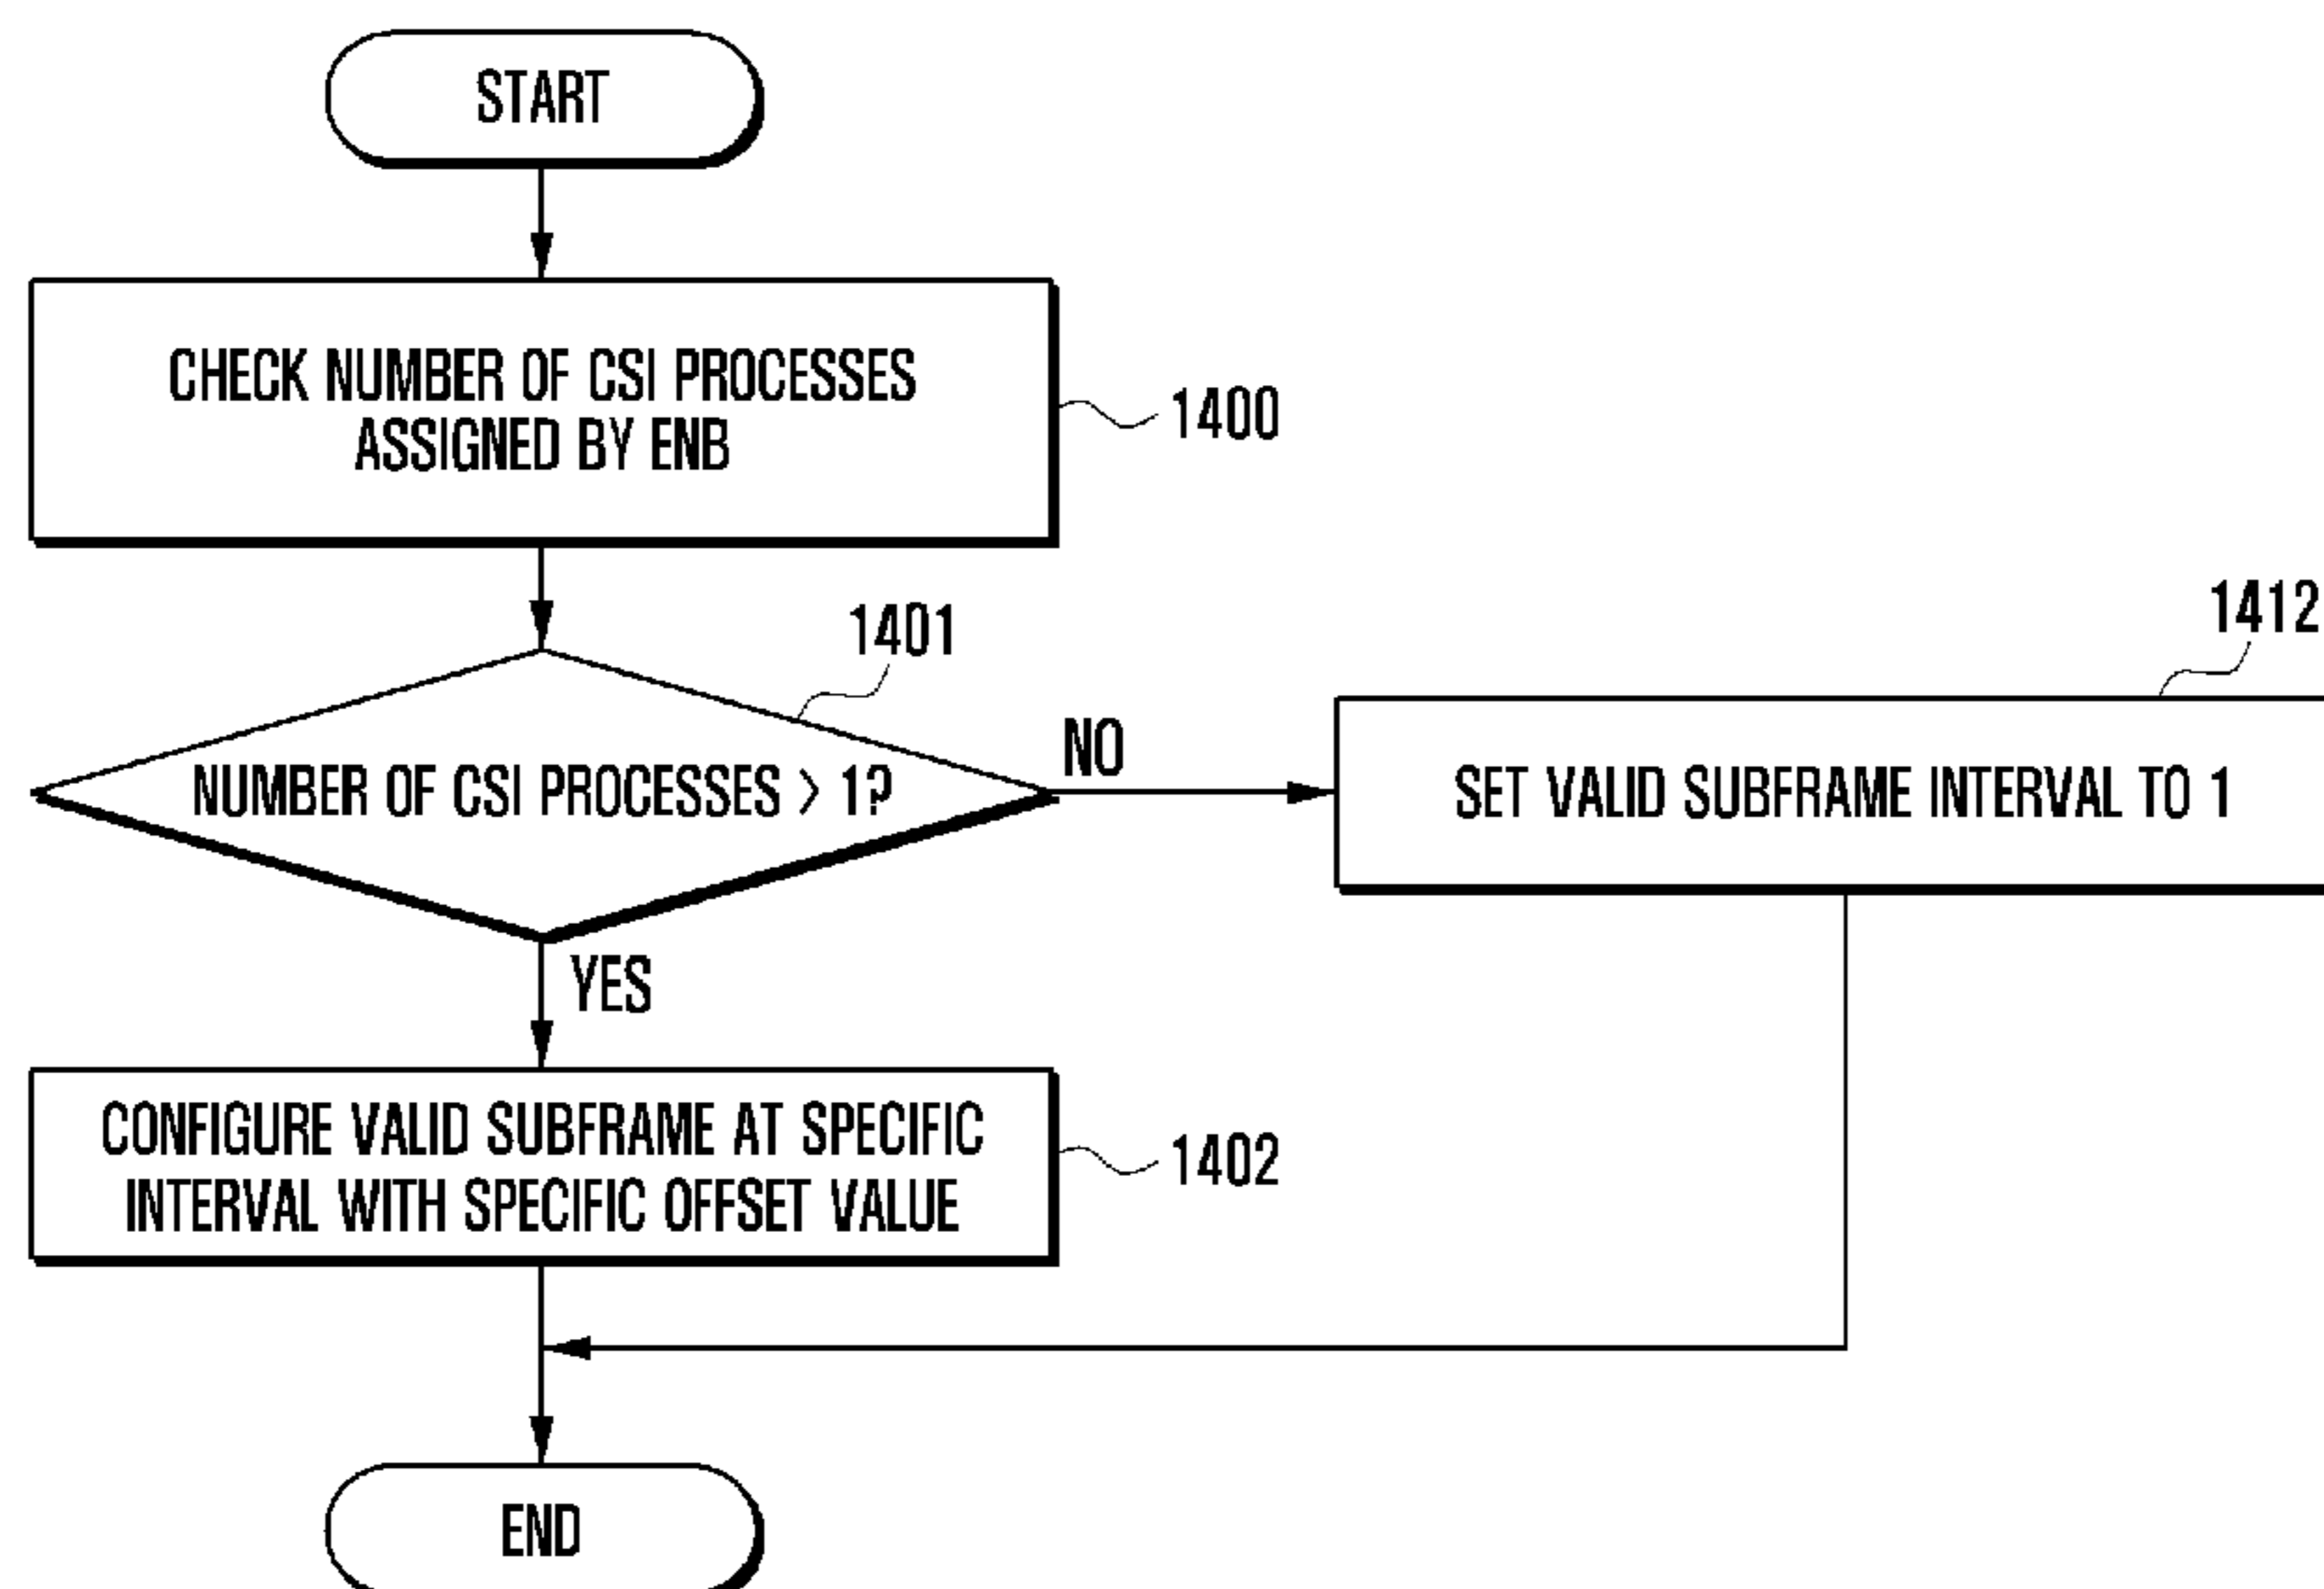 START
CHECK NUMBER OF CSI PROCESSES
ASSIGNED BY ENB
1400
1401
NUMBER OF CSI PROCESSES > 1?
NO
1412
SET VALID SUBFRAME INTERVAL TO 1
YES
CONFIGURE VALID SUBFRAME AT SPECIFIC
INTERVAL WITH SPECIFIC OFFSET VALUE
1402
END